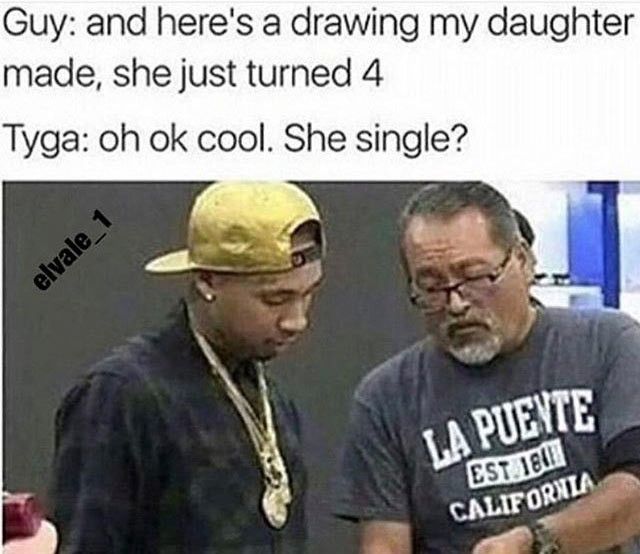 Guy: and here's a drawing my daughter
made, she just turned 4
Tyga: oh ok cool. She single?
elvale_1
LA PUENTE
EST
CALIFORNIA